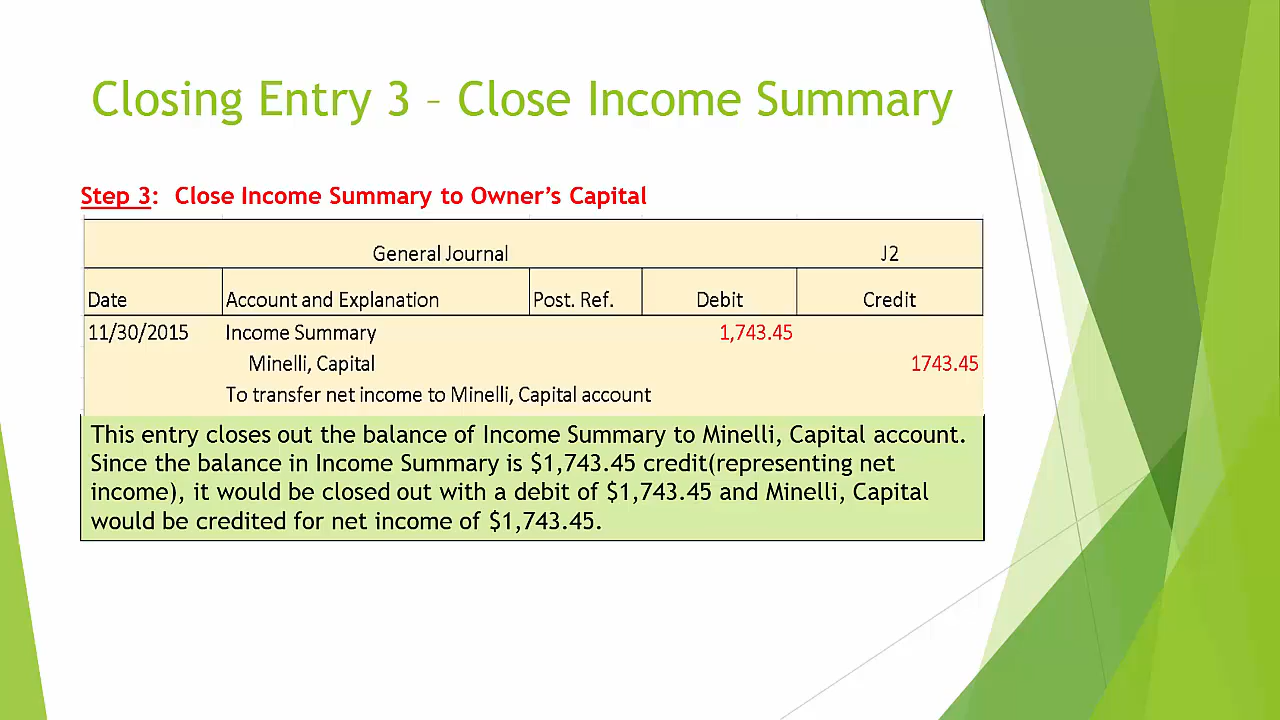 Closing Entry 3 – Close Income Summary
Step 3: Close Income Summary to Owner’s Capital
General Journal J2
Date Account and Explanation Post. Ref. Debit Credit
11/30/2015 Income Summary 1,743.45
Minelli, Capital 1743.45
To transfer net income to Minelli, Capital account
This entry closes out the balance of Income Summary to Minelli, Capital account.
Since the balance in Income Summary is $1,743.45 credit(representing net
income), it would be closed out with a debit of $1,743.45 and Minelli, Capital
would be credited for net income of $1,743.45.